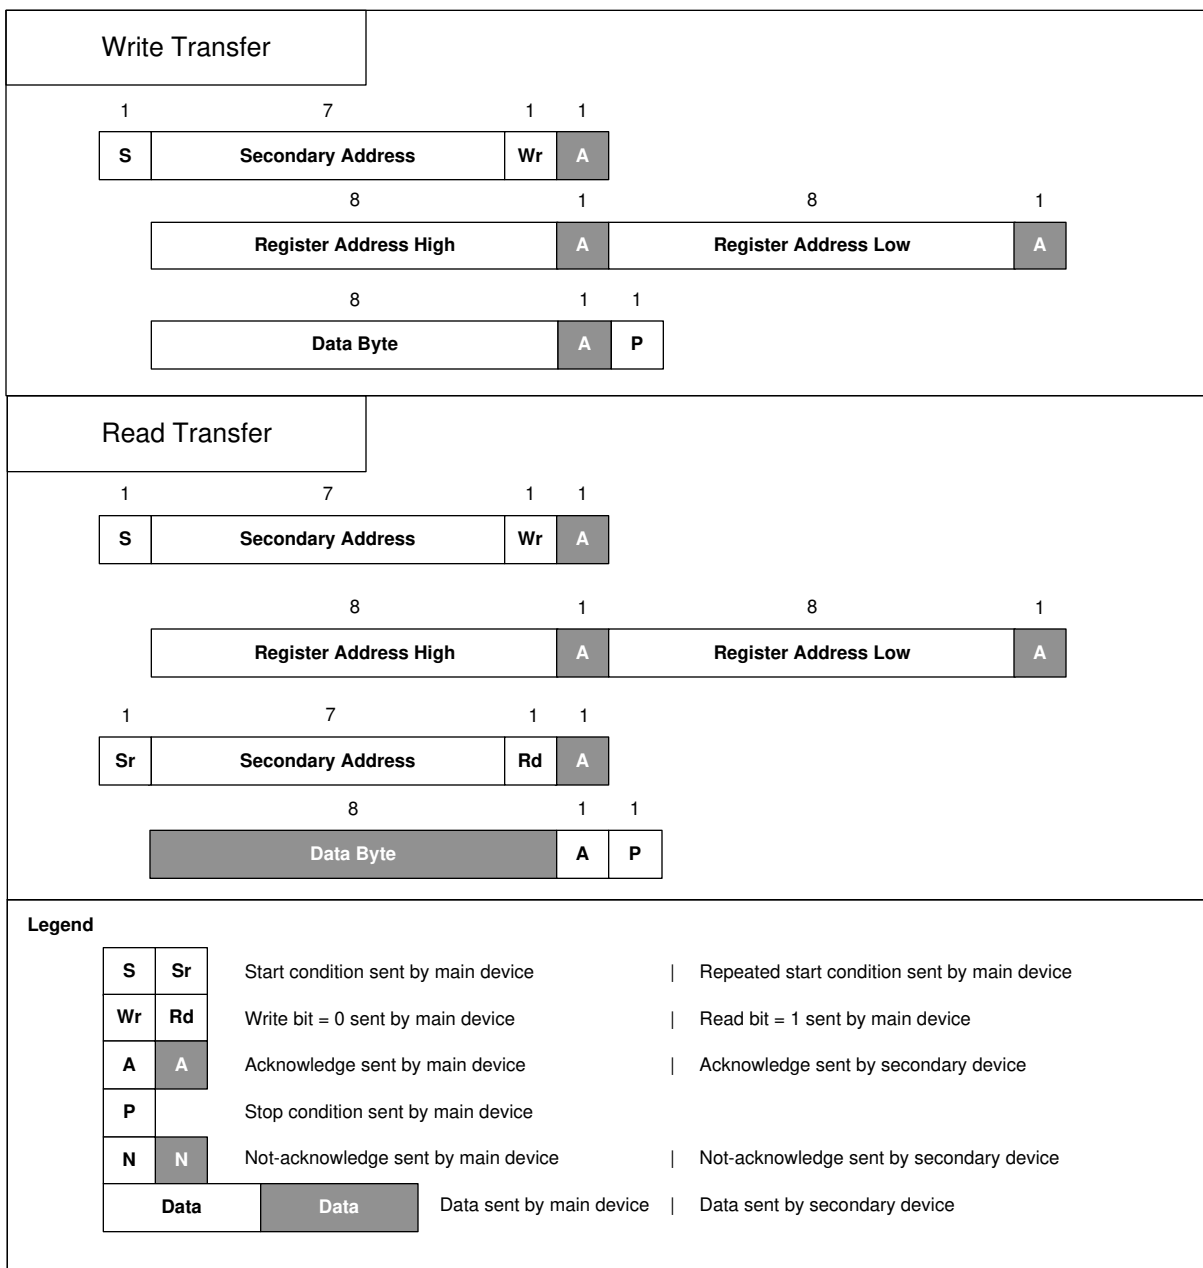 Write Transfer
1 7 1 1
S Secondary Address Wr A
8 1 8 1
Register Address High A Register Address Low A
8 1 1
Data Byte A P
Read Transfer
1 7 1 1
S Secondary Address Wr A
8 1 8 1
Register Address High A Register Address Low A
1 7 1 1
Sr Secondary Address Rd A
8 1 1
Data Byte A P
Legend
S Sr Start condition sent by main device | Repeated start condition sent by main device
Wr Rd Write bit = 0 sent by main device | Read bit = 1 sent by main device
A A Acknowledge sent by main device | Acknowledge sent by secondary device
P Stop condition sent by main device
N N Not-acknowledge sent by main device | Not-acknowledge sent by secondary device
Data Data Data sent by main device | Data sent by secondary device